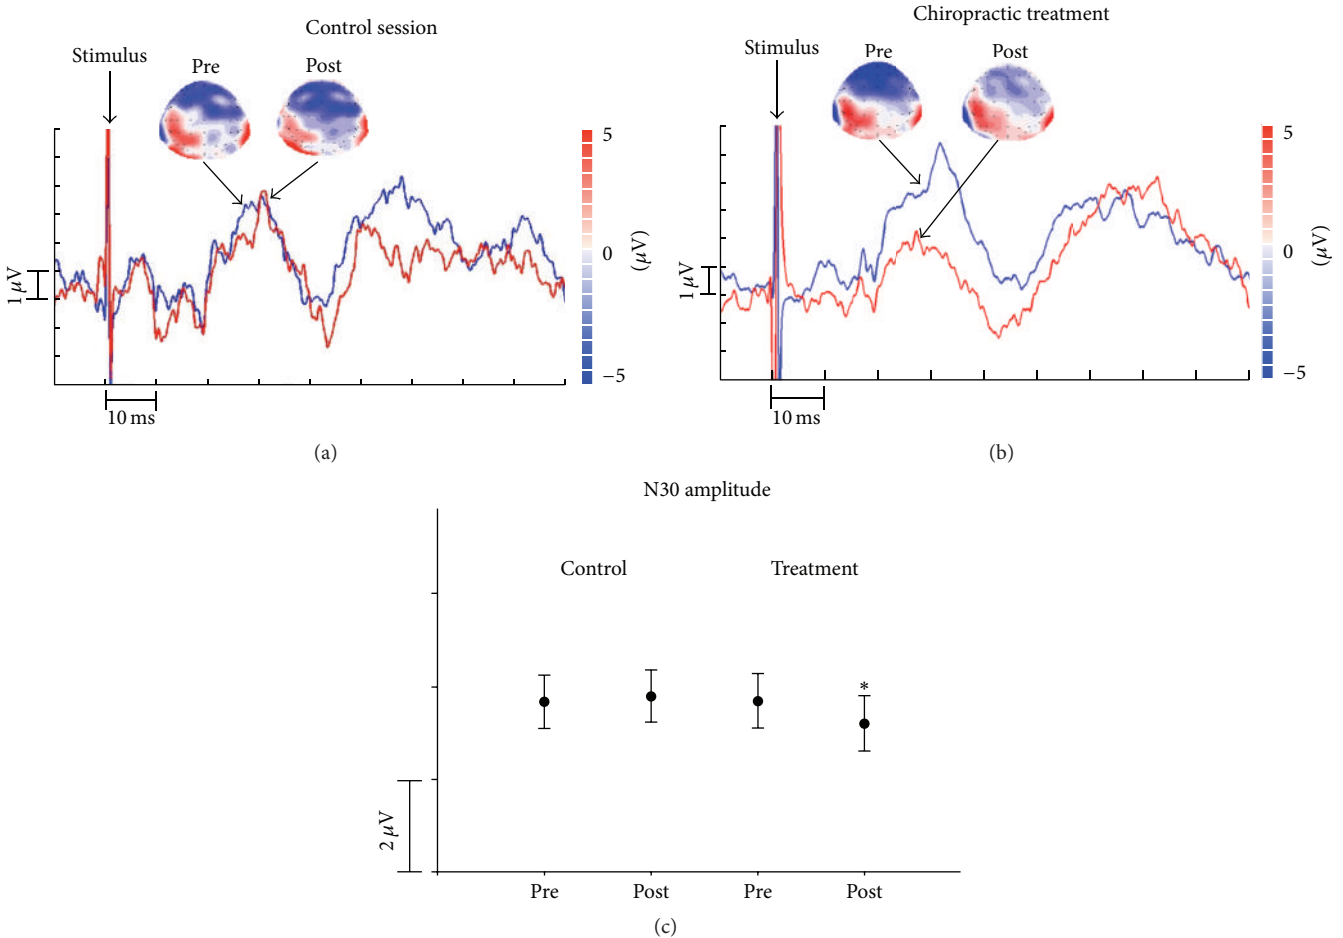 Control session
Stimulus
Pre
Post
5
0
−5
(μV)
1 μV
10 ms
(a)
Chiropractic treatment
Stimulus
Pre
Post
5
0
−5
(μV)
1 μV
10 ms
(b)
N30 amplitude
Control
Treatment
*
2 μV
Pre
Post
Pre
Post
(c)